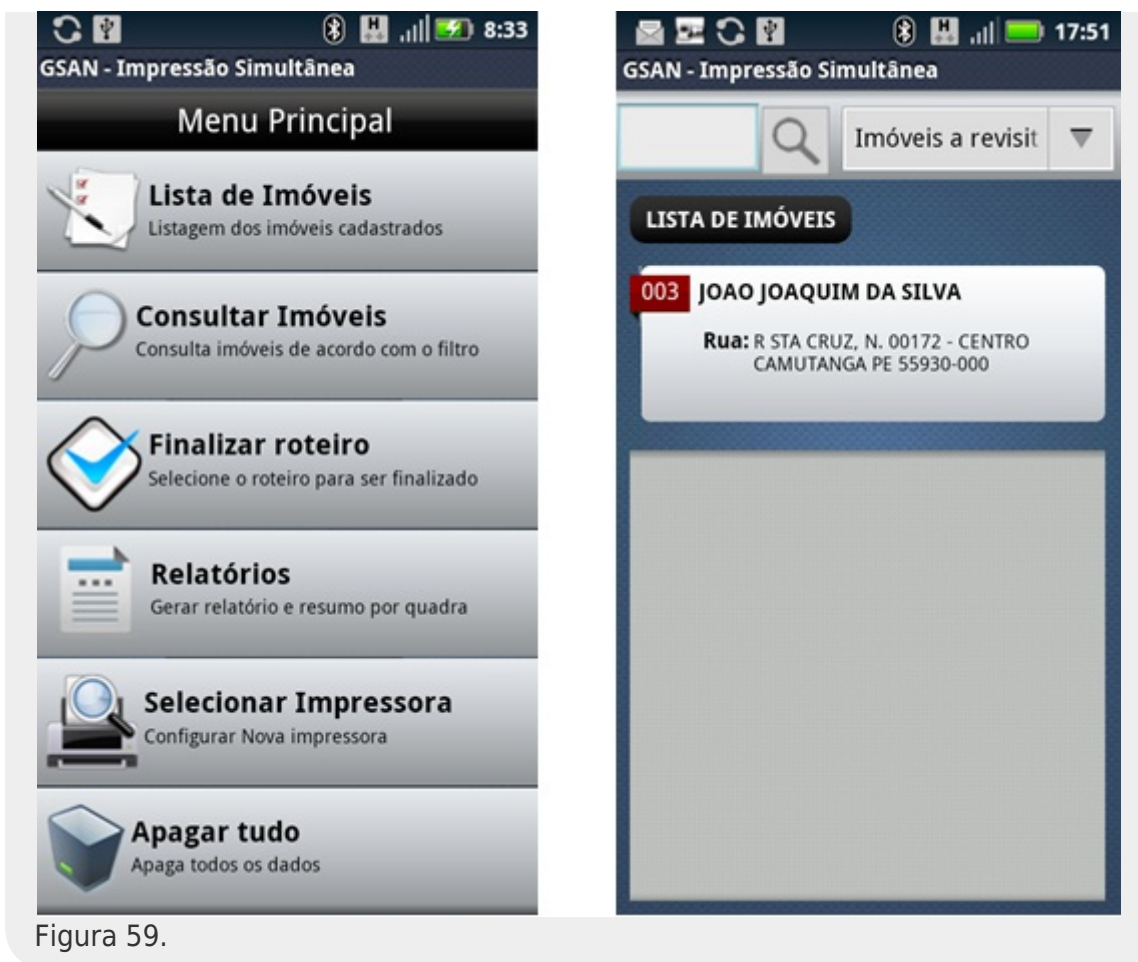 8:33
GSAN - Impressão Simultânea
Menu Principal
Lista de Imóveis
Listagem dos imóveis cadastrados
Consultar Imóveis
Consulta imóveis de acordo com o filtro
Finalizar roteiro
Selecione o roteiro para ser finalizado
Relatórios
Gerar relatório e resumo por quadra
Selecionar Impressora
Configurar Nova impressora
Apagar tudo
Apaga todos os dados
17:51
GSAN - Impressão Simultânea
Imóveis a revisit
LISTA DE IMÓVEIS
003 JOAO JOAQUIM DA SILVA
Rua: R STA CRUZ, N. 00172 - CENTRO
CAMUTANGA PE 55930-000
Figura 59.